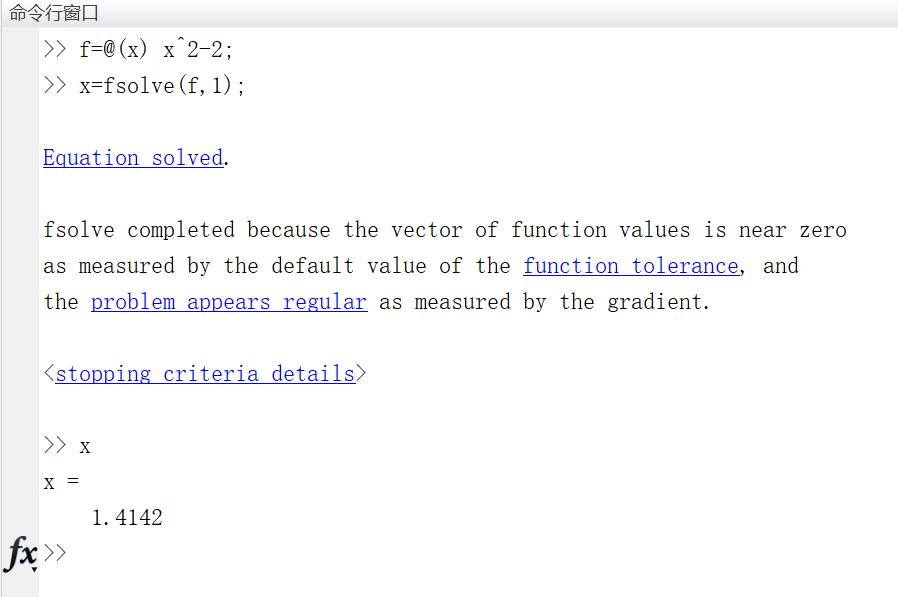 命令行窗口
>> f=@(x) x^2-2;
>> x=fsolve(f,1);
Equation solved.
fsolve completed because the vector of function values is near zero
as measured by the default value of the function tolerance, and
the problem appears regular as measured by the gradient.
<stopping criteria details>
>> x
x =
1.4142
fx >>